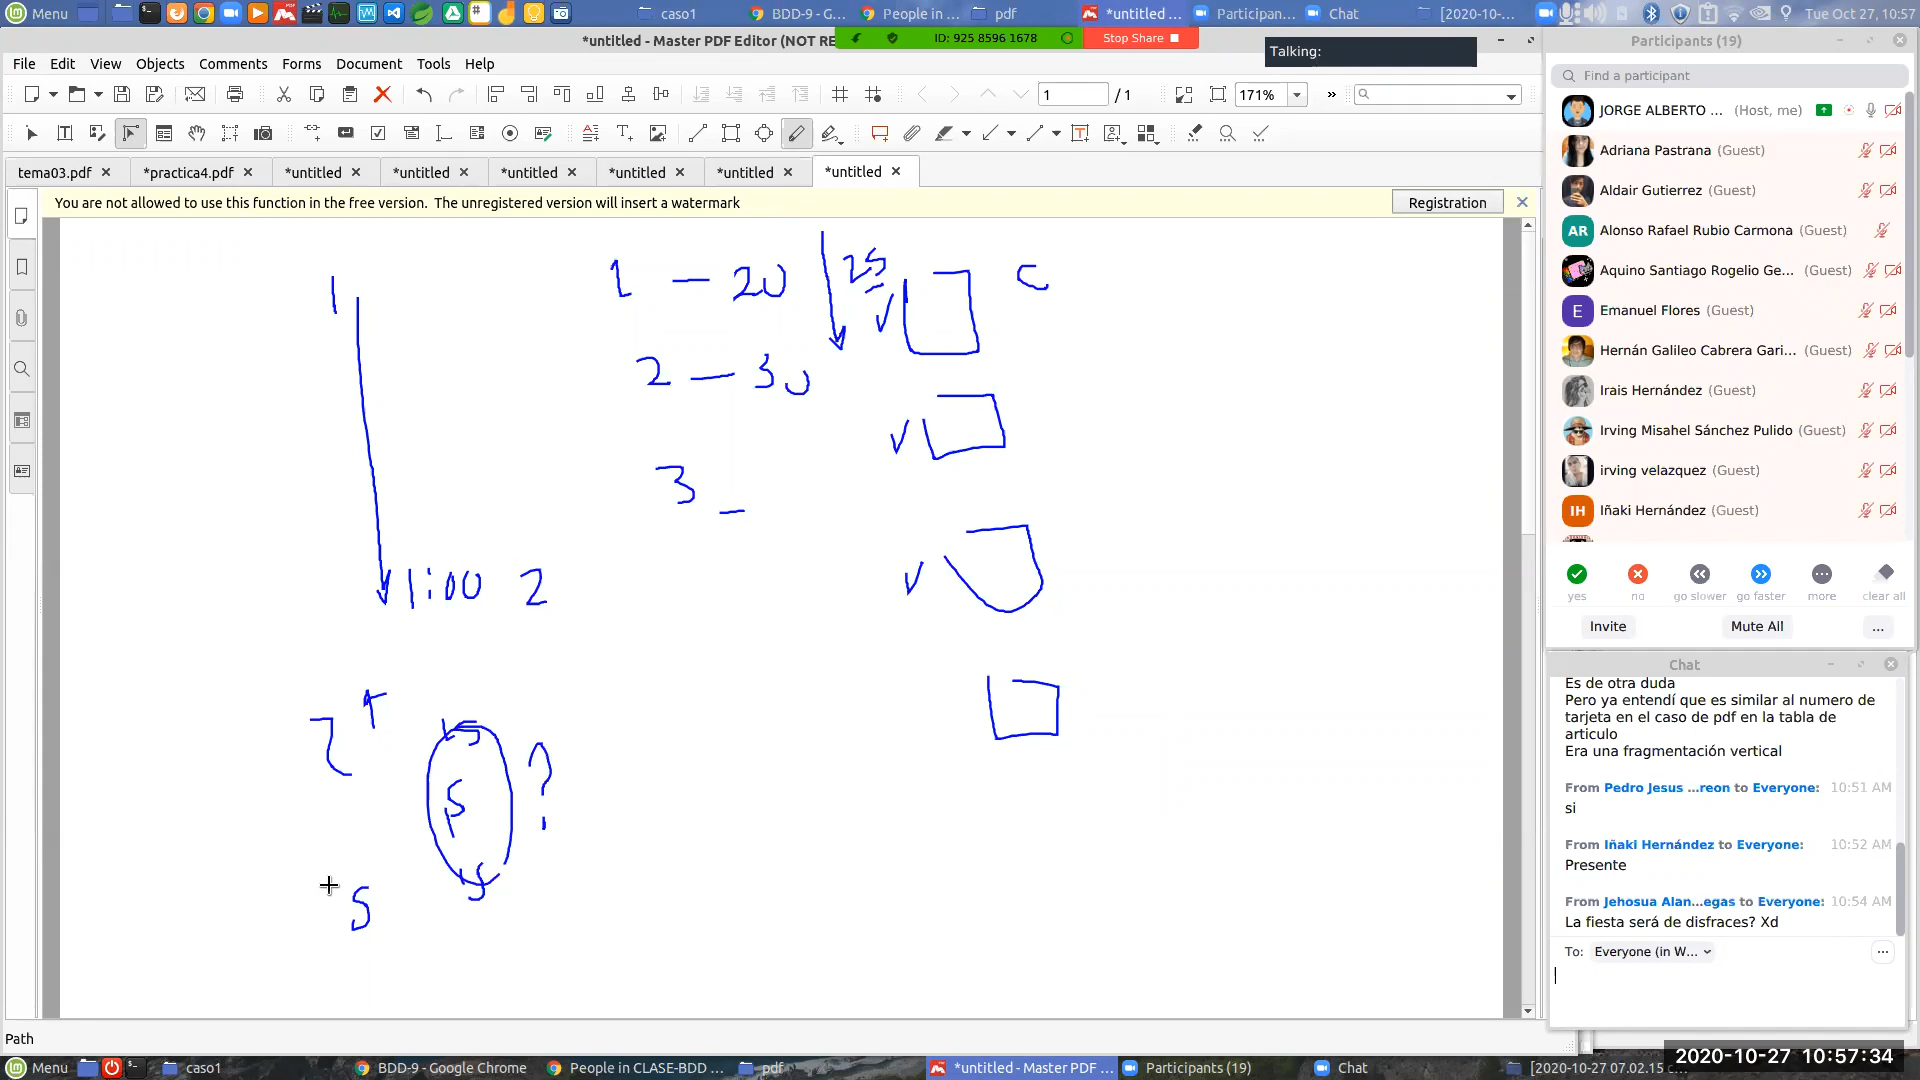 caso1
BDD-9 - G...
People in ...
pdf
*untitled ...
Participan...
Chat
[2020-10-...
Tue Oct 27, 10:57
*untitled - Master PDF Editor (NOT RE
ID: 925 8596 1678
Stop Share
Talking:
File Edit View Objects Comments Forms Document Tools Help
1 / 1
171%
tema03.pdf
*practica4.pdf
*untitled
*untitled
*untitled
*untitled
*untitled
*untitled
You are not allowed to use this function in the free version. The unregistered version will insert a watermark
Registration
1 — 20 25 C
2 — 30
3 _
1:00 2
?
5
Path
Participants (19)
Find a participant
JORGE ALBERTO ... (Host, me)
Adriana Pastrana (Guest)
Aldair Gutierrez (Guest)
AR Alonso Rafael Rubio Carmona (Guest)
Aquino Santiago Rogelio Ge... (Guest)
E Emanuel Flores (Guest)
Hernán Galileo Cabrera Gari... (Guest)
Irais Hernández (Guest)
Irving Misahel Sánchez Pulido (Guest)
irving velazquez (Guest)
IH Iñaki Hernández (Guest)
yes no go slower go faster more clear all
Invite Mute All ...
Chat
Es de otra duda
Pero ya entendí que es similar al numero de
tarjeta en el caso de pdf en la tabla de
articulo
Era una fragmentación vertical
From Pedro Jesus ...reon to Everyone: 10:51 AM
si
From Iñaki Hernández to Everyone: 10:52 AM
Presente
From Jehosua Alan...egas to Everyone: 10:54 AM
La fiesta será de disfraces? Xd
To: Everyone (in W...
Menu
caso1
BDD-9 - Google Chrome
People in CLASE-BDD ...
pdf
*untitled - Master PDF ...
Participants (19)
Chat
[2020-10-27 07.02.15 c...
2020-10-27 10:57:34